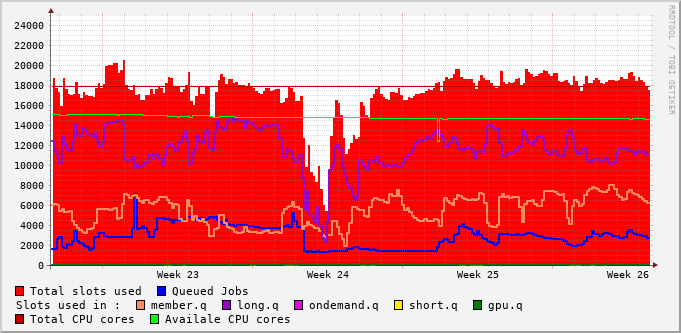 24000
22000
20000
18000
16000
14000
12000
10000
8000
6000
4000
2000
0
Week 23 Week 24 Week 25 Week 26
Total slots used Queued Jobs
Slots used in : member.q long.q ondemand.q short.q gpu.q
Total CPU cores Availale CPU cores
RRDTOOL / TOBI OETIKER